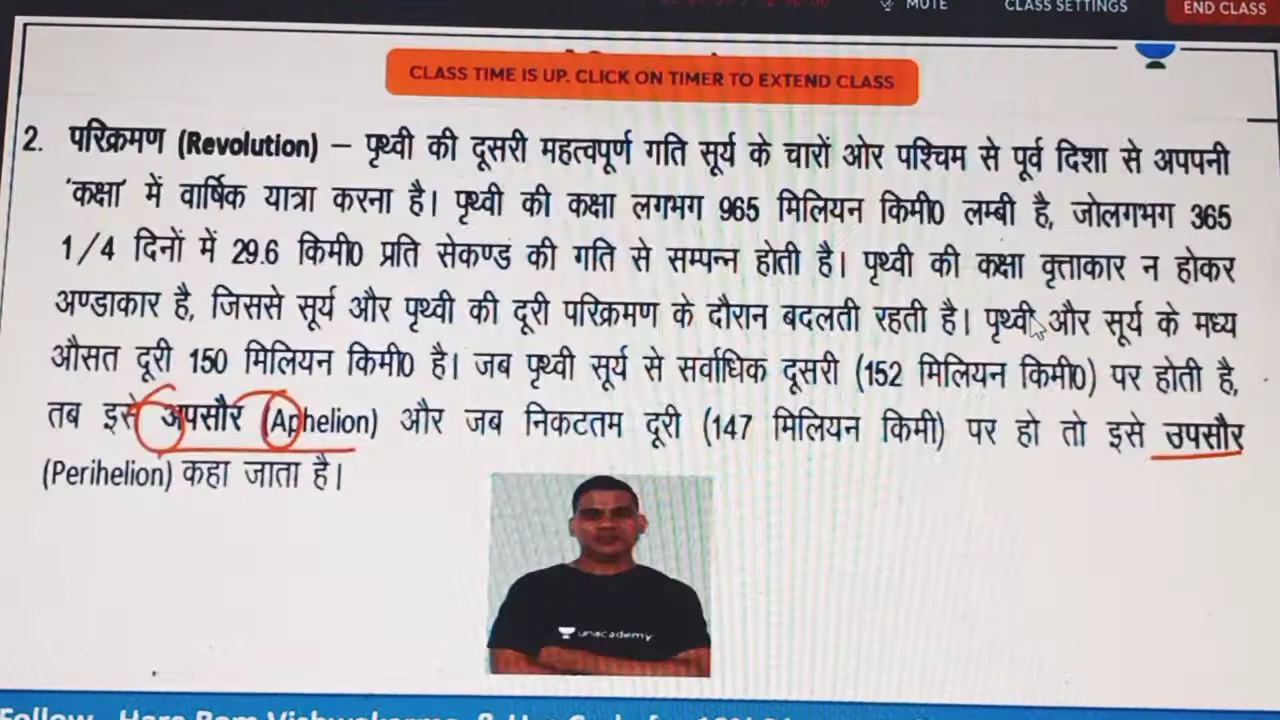 MUTE
CLASS SETTINGS
END CLASS
CLASS TIME IS UP. CLICK ON TIMER TO EXTEND CLASS
2. परिक्रमण (Revolution) – पृथ्वी की दूसरी महत्वपूर्ण गति सूर्य के चारों ओर पश्चिम से पूर्व दिशा से अपपनी
'कक्षा' में वार्षिक यात्रा करना है। पृथ्वी की कक्षा लगभग 965 मिलियन किमी0 लम्बी है, जोलगभग 365
1/4 दिनों में 29.6 किमी0 प्रति सेकण्ड की गति से सम्पन्न होती है। पृथ्वी की कक्षा वृत्ताकार न होकर
अण्डाकार है, जिससे सूर्य और पृथ्वी की दूरी परिक्रमण के दौरान बदलती रहती है। पृथ्वी और सूर्य के मध्य
औसत दूरी 150 मिलियन किमी0 है। जब पृथ्वी सूर्य से सर्वाधिक दूसरी (152 मिलियन किमी0) पर होती है,
तब इसे अपसौर (Aphelion) और जब निकटतम दूरी (147 मिलियन किमी) पर हो तो इसे उपसौर
(Perihelion) कहा जाता है।
unacademy
Follow